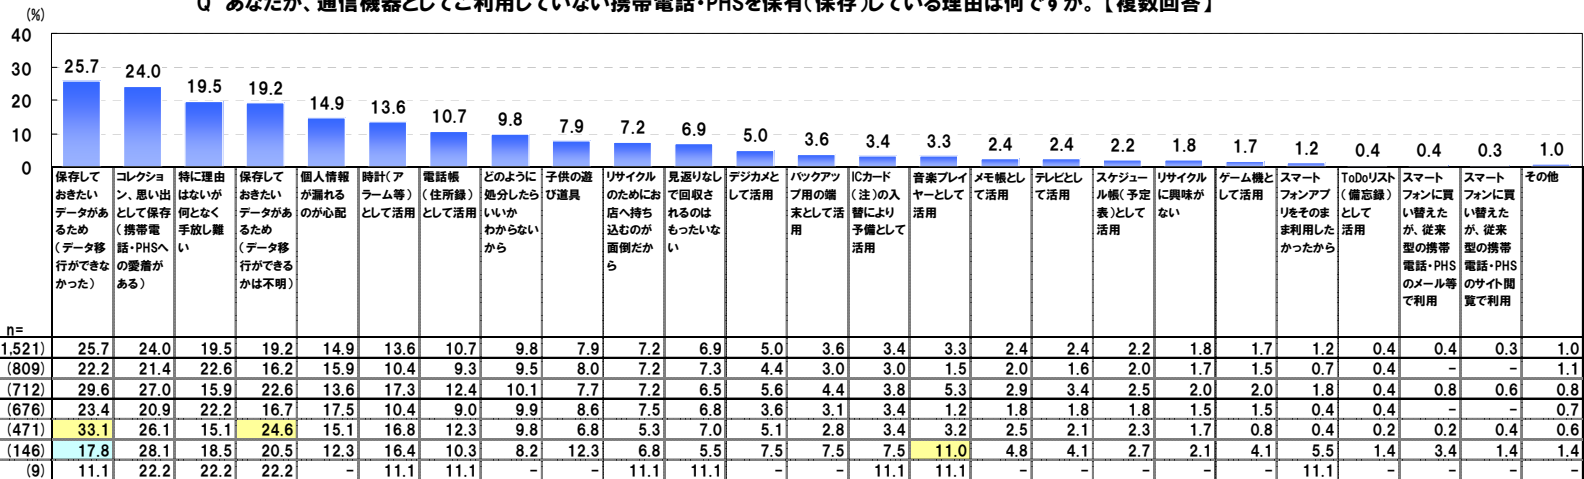 Q あなたが、通信機器としてご利用していない携帯電話・PHSを保有(保存)している理由は何ですか。【複数回答】
(%)
40
30
20
10
0
25.7 24.0 19.5 19.2 14.9 13.6 10.7 9.8 7.9 7.2 6.9 5.0 3.6 3.4 3.3 2.4 2.4 2.2 1.8 1.7 1.2 0.4 0.4 0.3 1.0
保存して
おきたい
データがあ
るため
(データ移
行ができな
かった)
コレクショ
ン、思い出
として保存
(携帯電
話・PHSへ
の愛着が
ある)
特に理由
はないが
何となく
手放し難
い
保存して
おきたい
データがあ
るため
(データ移
行ができる
かは不明)
個人情報
が漏れる
のが心配
時計(ア
ラーム等)
として活用
電話帳
(住所録)
として活用
どのように
処分したら
いいか
わからない
から
子供の遊
び道具
リサイクル
のためにお
店へ持ち
込むのが
面倒だか
ら
見返りなし
で回収さ
れるのは
もったいな
い
デジカメと
して活用
バックアッ
プ用の端
末として活
用
ICカード
(注)の入
替により
予備として
活用
音楽プレイ
ヤーとして
活用
メモ帳とし
て活用
テレビとし
て活用
スケジュー
ル帳(予定
表)として
活用
リサイクル
に興味が
ない
ゲーム機と
して活用
スマート
フォンアプ
リをそのま
ま利用した
かったから
ToDoリスト
(備忘録)
として
活用
スマート
フォンに買
い替えた
が、従来
型の携帯
電話・PHS
のメール等
で利用
スマート
フォンに買
い替えた
が、従来
型の携帯
電話・PHS
のサイト閲
覧で利用
その他
n=
1,521) 25.7 24.0 19.5 19.2 14.9 13.6 10.7 9.8 7.9 7.2 6.9 5.0 3.6 3.4 3.3 2.4 2.4 2.2 1.8 1.7 1.2 0.4 0.4 0.3 1.0
(809) 22.2 21.4 22.6 16.2 15.9 10.4 9.3 9.5 8.0 7.2 7.3 4.4 3.0 3.0 1.5 2.0 1.6 2.0 1.7 1.5 0.7 0.4 - - 1.1
(712) 29.6 27.0 15.9 22.6 13.6 17.3 12.4 10.1 7.7 7.2 6.5 5.6 4.4 3.8 5.3 2.9 3.4 2.5 2.0 2.0 1.8 0.4 0.8 0.6 0.8
(676) 23.4 20.9 22.2 16.7 17.5 10.4 9.0 9.9 8.6 7.5 6.8 3.6 3.1 3.4 1.2 1.8 1.8 1.8 1.5 1.5 0.4 0.4 - - 0.7
(471) 33.1 26.1 15.1 24.6 15.1 16.8 12.3 9.8 6.8 5.3 7.0 5.1 2.8 3.4 3.2 2.5 2.1 2.3 1.7 0.8 0.4 0.2 0.2 0.4 0.6
(146) 17.8 28.1 18.5 20.5 12.3 16.4 10.3 8.2 12.3 6.8 5.5 7.5 7.5 7.5 11.0 4.8 4.1 2.7 2.1 4.1 5.5 1.4 3.4 1.4 1.4
(9) 11.1 22.2 22.2 22.2 - 11.1 11.1 - - 11.1 11.1 - - 11.1 11.1 - - - - - 11.1 - - - -